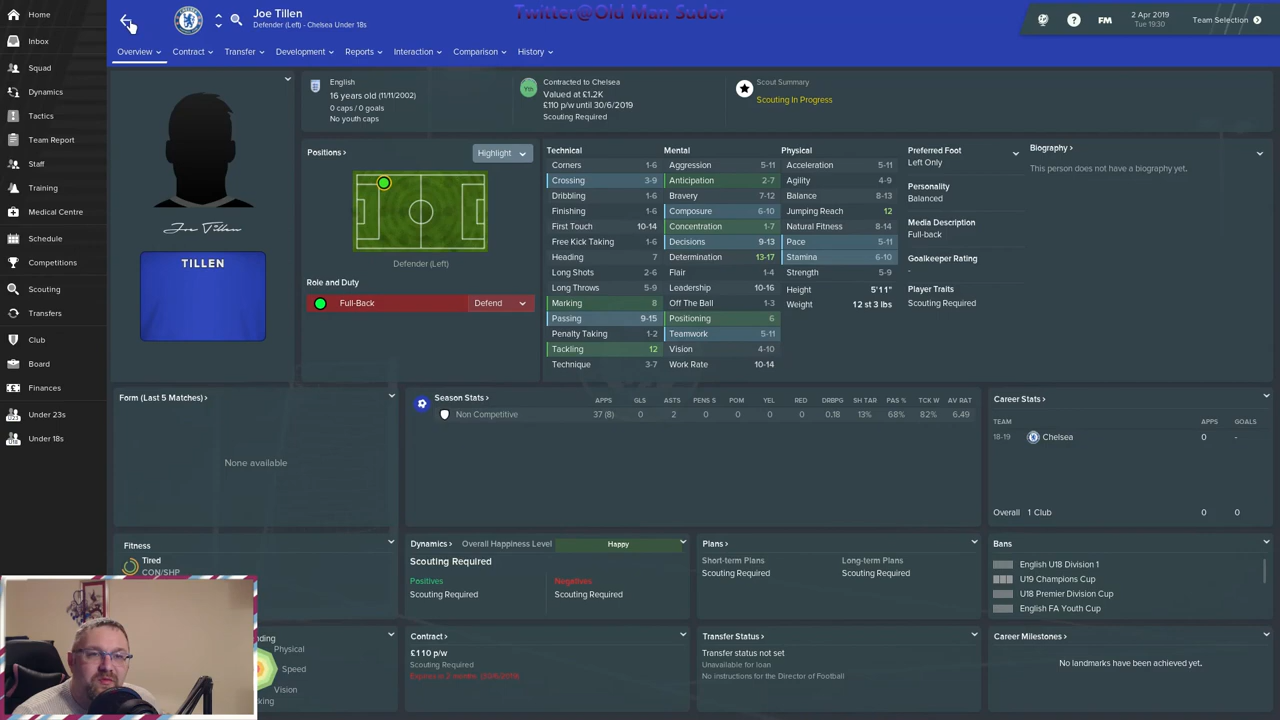 Home
Inbox
Squad
Dynamics
Tactics
Team Report
Staff
Training
Medical Centre
Schedule
Competitions
Scouting
Transfers
Club
Board
Finances
Under 23s
Under 18s
Joe Tillen
Defender (Left) - Chelsea Under 18s
Twitter@Old Man Sudor
FM
2 Apr 2019
Tue 19:30
Team Selection
Overview
Contract
Transfer
Development
Reports
Interaction
Comparison
History
Joe Tillen
TILLEN
English
16 years old (11/11/2002)
0 caps / 0 goals
No youth caps
Yth
Contracted to Chelsea
Valued at £1.2K
£110 p/w until 30/6/2019
Scouting Required
Scout Summary
Scouting In Progress
Positions
Highlight
Defender (Left)
Role and Duty
Full-Back Defend
Technical
Corners 1-6
Crossing 3-9
Dribbling 1-6
Finishing 1-6
First Touch 10-14
Free Kick Taking 1-6
Heading 7
Long Shots 2-6
Long Throws 5-9
Marking 8
Passing 9-15
Penalty Taking 1-2
Tackling 12
Technique 3-7
Mental
Aggression 5-11
Anticipation 2-7
Bravery 7-12
Composure 6-10
Concentration 1-7
Decisions 9-13
Determination 13-17
Flair 1-4
Leadership 10-16
Off The Ball 1-3
Positioning 6
Teamwork 5-11
Vision 4-10
Work Rate 10-14
Physical
Acceleration 5-11
Agility 4-9
Balance 8-13
Jumping Reach 12
Natural Fitness 8-14
Pace 5-11
Stamina 6-10
Strength 5-9
Height 5'11"
Weight 12 st 3 lbs
Preferred Foot
Left Only
Personality
Balanced
Media Description
Full-back
Goalkeeper Rating
-
Player Traits
Scouting Required
Biography
This person does not have a biography yet.
Form (Last 5 Matches)
None available
Season Stats
APPS GLS ASTS PENS S POM YEL RED DRBPG SH TAR PAS % TCK W AV RAT
Non Competitive 37 (8) 0 2 0 0 0 0 0.18 13% 68% 82% 6.49
Career Stats
TEAM APPS GOALS
18-19 Chelsea 0 -
Overall 1 Club 0 0
Fitness
Tired
CON/SHP
Dynamics
Overall Happiness Level Happy
Scouting Required
Positives
Scouting Required
Negatives
Scouting Required
Plans
Short-term Plans
Scouting Required
Long-term Plans
Scouting Required
Bans
English U18 Division 1
U19 Champions Cup
U18 Premier Division Cup
English FA Youth Cup
Physical
Speed
Vision
Contract
£110 p/w
Scouting Required
Transfer Status
Transfer status not set
Unavailable for loan
No instructions for the Director of Football
Career Milestones
No landmarks have been achieved yet.